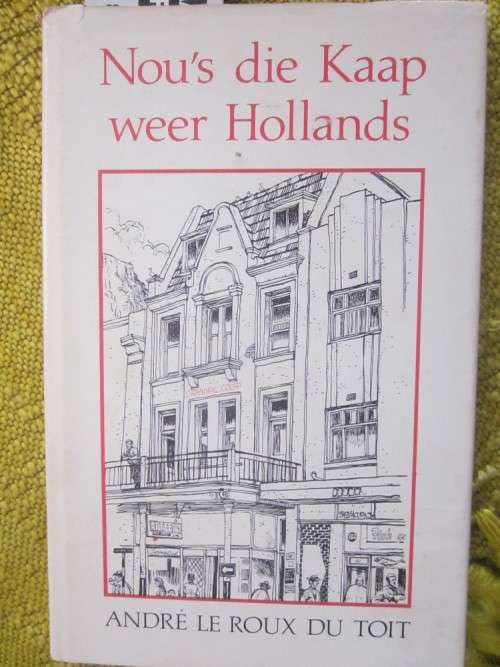 Nou's die Kaap
weer Hollands
ANDRÉ LE ROUX DU TOIT